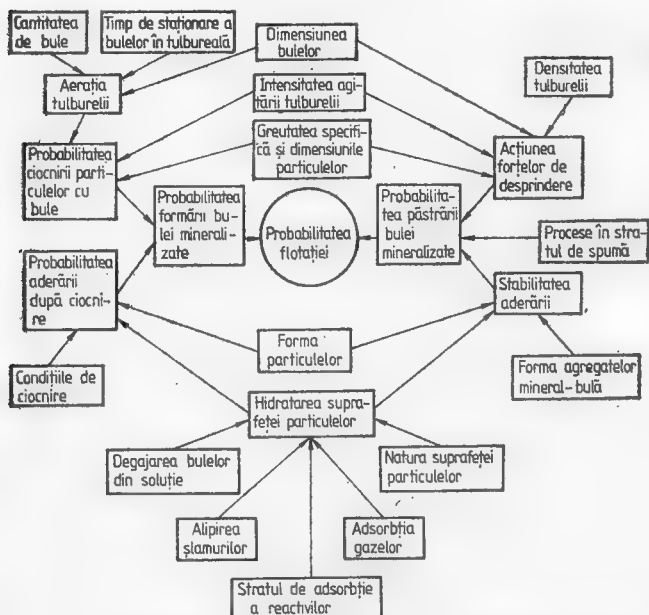 Cantitatea
de bule
Timp de staționare a
bulelor în tulbureală
Dimensiunea
bulelor
Densitatea
tulburelii
Aerația
tulburelii
Intensitatea agi-
tării tulburelii
Greutatea specifi-
că și dimensiunile
particulelor
Probabilitatea
ciocnirii parti-
culelor cu
bule
Acțiunea
forțelor de
desprindere
Probabilitatea
formării bu-
lei minerali-
zate
Probabilitatea
flotației
Probabilita-
tea păstrării
bulei
mineralizate
Procese în stra-
tul de spumă
Probabilitatea
aderării
după ciocni-
re
Stabilitatea
aderării
Forma
particulelor
Condițiile de
ciocnire
Forma agregatelor
mineral-bulă
Hidratarea supra-
feței particulelor
Degajarea bulelor
din soluție
Natura suprafeței
particulelor
Alipirea
șlamurilor
Adsorbția
gazelor
Stratul de adsorbție
a reactivilor